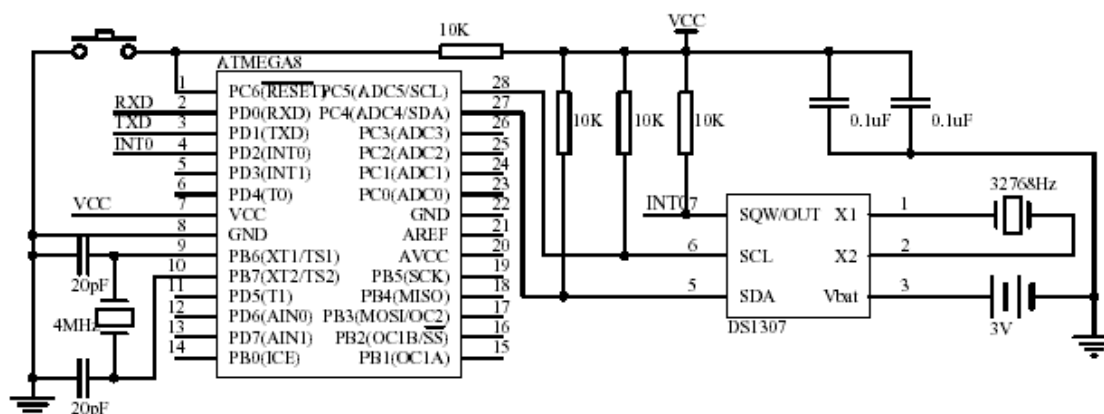 VCC
10K
ATMEGA8
1 PC6(RESET) PC5(ADC5/SCL) 28
RXD 2 PD0(RXD) PC4(ADC4/SDA) 27
TXD 3 PD1(TXD) PC3(ADC3) 26
INT0 4 PD2(INT0) PC2(ADC2) 25
5 PD3(INT1) PC1(ADC1) 24
6 PD4(T0) PC0(ADC0) 23
VCC 7 VCC GND 22
8 GND AREF 21
9 PB6(XT1/TS1) AVCC 20
10 PB7(XT2/TS2) PB5(SCK) 19
11 PD5(T1) PB4(MISO) 18
12 PD6(AIN0) PB3(MOSI/OC2) 17
13 PD7(AIN1) PB2(OC1B/SS) 16
14 PB0(ICE) PB1(OC1A) 15
20pF
4MHz
20pF
10K 10K 10K
0.1uF 0.1uF
32768Hz
INT0 7 SQW/OUT X1 1
6 SCL X2 2
5 SDA Vbat 3
DS1307
3V